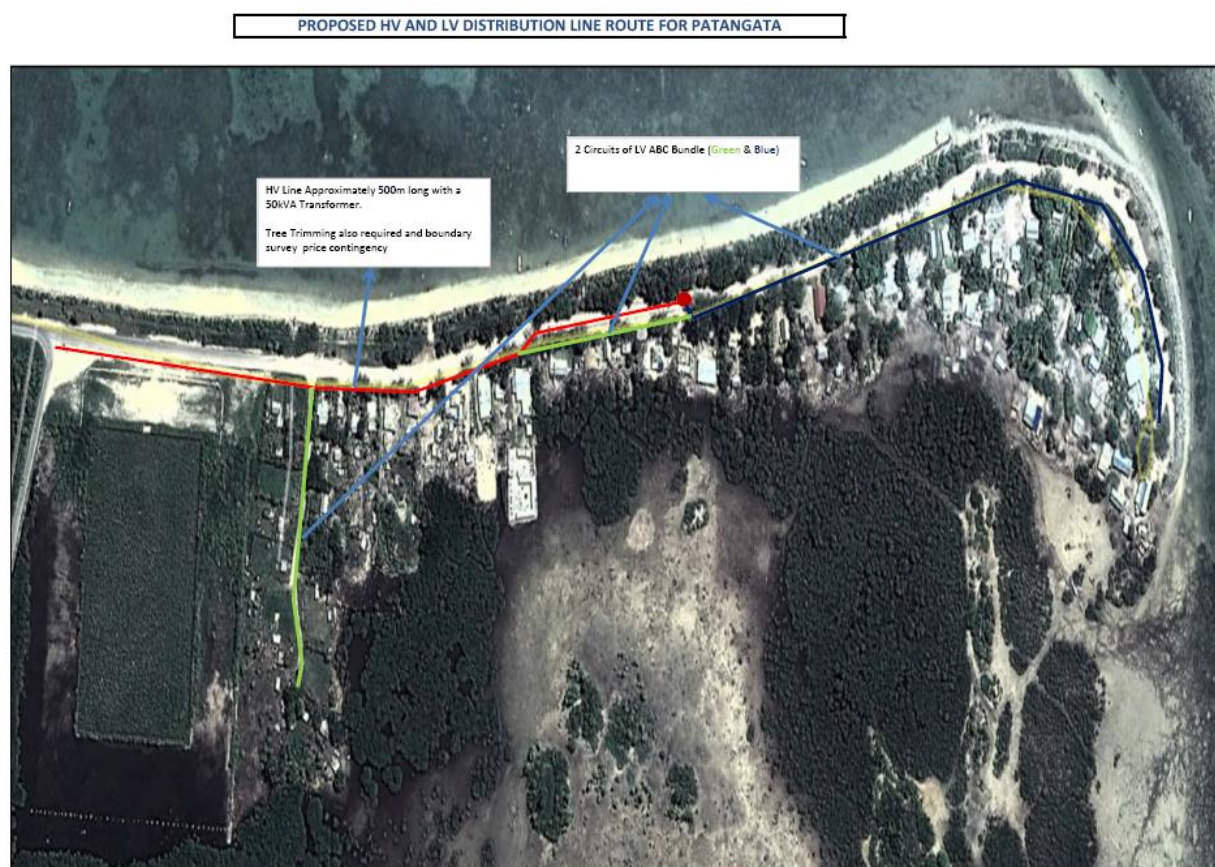 PROPOSED HV AND LV DISTRIBUTION LINE ROUTE FOR PATANGATA
2 Circuits of LV ABC Bundle (Green & Blue)
HV Line Approximately 500m long with a
50kVA Transformer.
Tree Trimming also required and boundary
survey price contingency